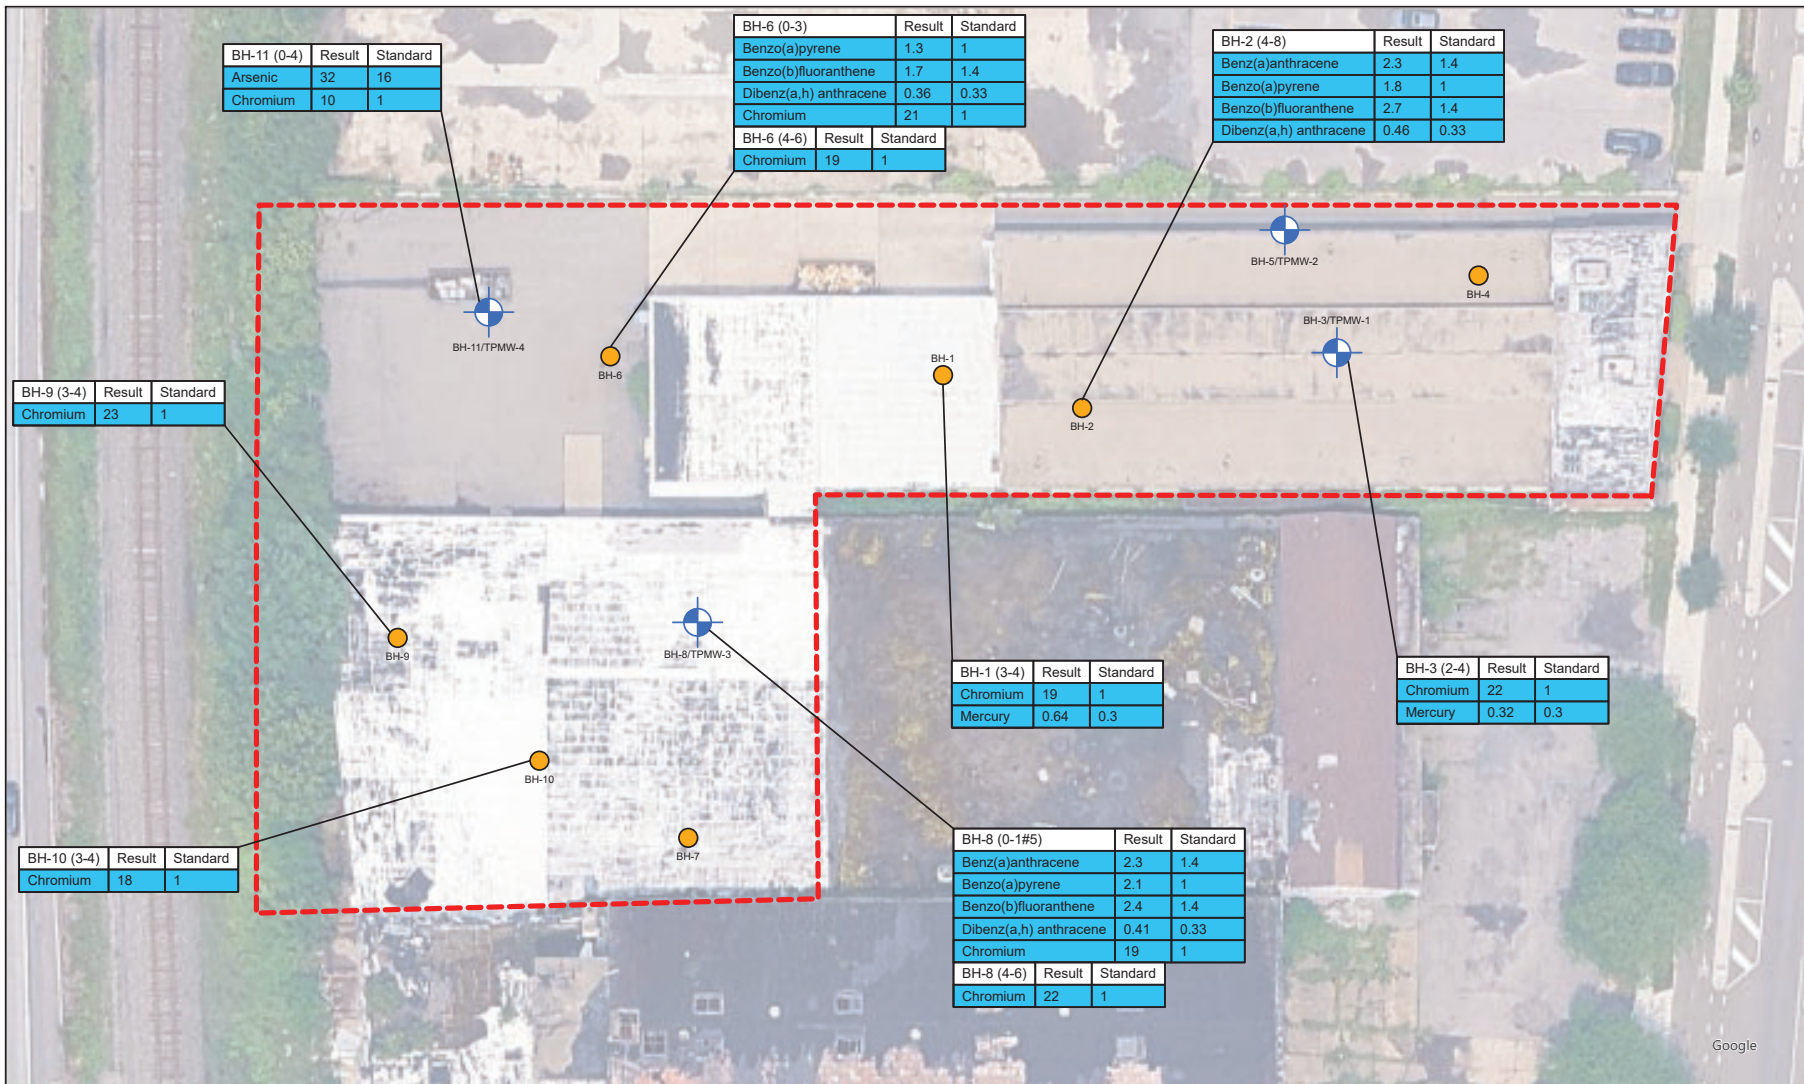 BH-6 (0-3) Result Standard
Benzo(a)pyrene 1.3 1
Benzo(b)fluoranthene 1.7 1.4
Dibenz(a,h) anthracene 0.36 0.33
Chromium 21 1
BH-6 (4-6) Result Standard
Chromium 19 1
BH-2 (4-8) Result Standard
Benz(a)anthracene 2.3 1.4
Benzo(a)pyrene 1.8 1
Benzo(b)fluoranthene 2.7 1.4
Dibenz(a,h) anthracene 0.46 0.33
BH-11 (0-4) Result Standard
Arsenic 32 16
Chromium 10 1
BH-5/TPMW-2
BH-4
BH-3/TPMW-1
BH-11/TPMW-4
BH-6
BH-1
BH-2
BH-9 (3-4) Result Standard
Chromium 23 1
BH-9
BH-8/TPMW-3
BH-1 (3-4) Result Standard
Chromium 19 1
Mercury 0.64 0.3
BH-3 (2-4) Result Standard
Chromium 22 1
Mercury 0.32 0.3
BH-10
BH-7
BH-10 (3-4) Result Standard
Chromium 18 1
BH-8 (0-1#5) Result Standard
Benz(a)anthracene 2.3 1.4
Benzo(a)pyrene 2.1 1
Benzo(b)fluoranthene 2.4 1.4
Dibenz(a,h) anthracene 0.41 0.33
Chromium 19 1
BH-8 (4-6) Result Standard
Chromium 22 1
Google